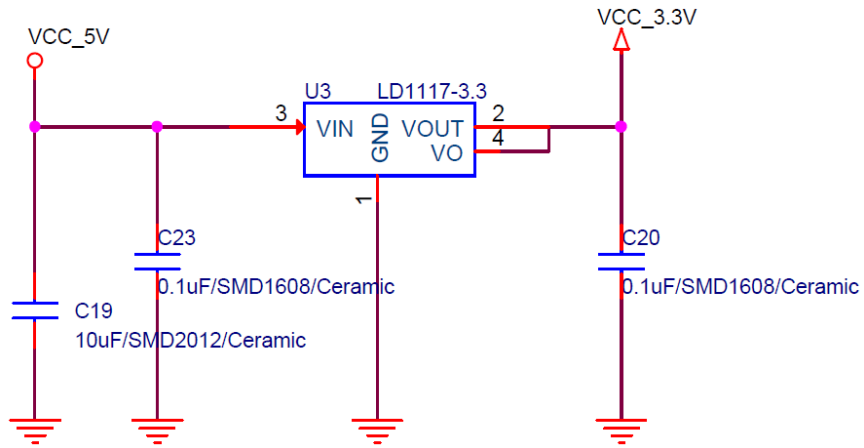 VCC_5V
VCC_3.3V
U3
LD1117-3.3
3
VIN
GND
VOUT
VO
2
4
1
C23
0.1uF/SMD1608/Ceramic
C20
0.1uF/SMD1608/Ceramic
C19
10uF/SMD2012/Ceramic